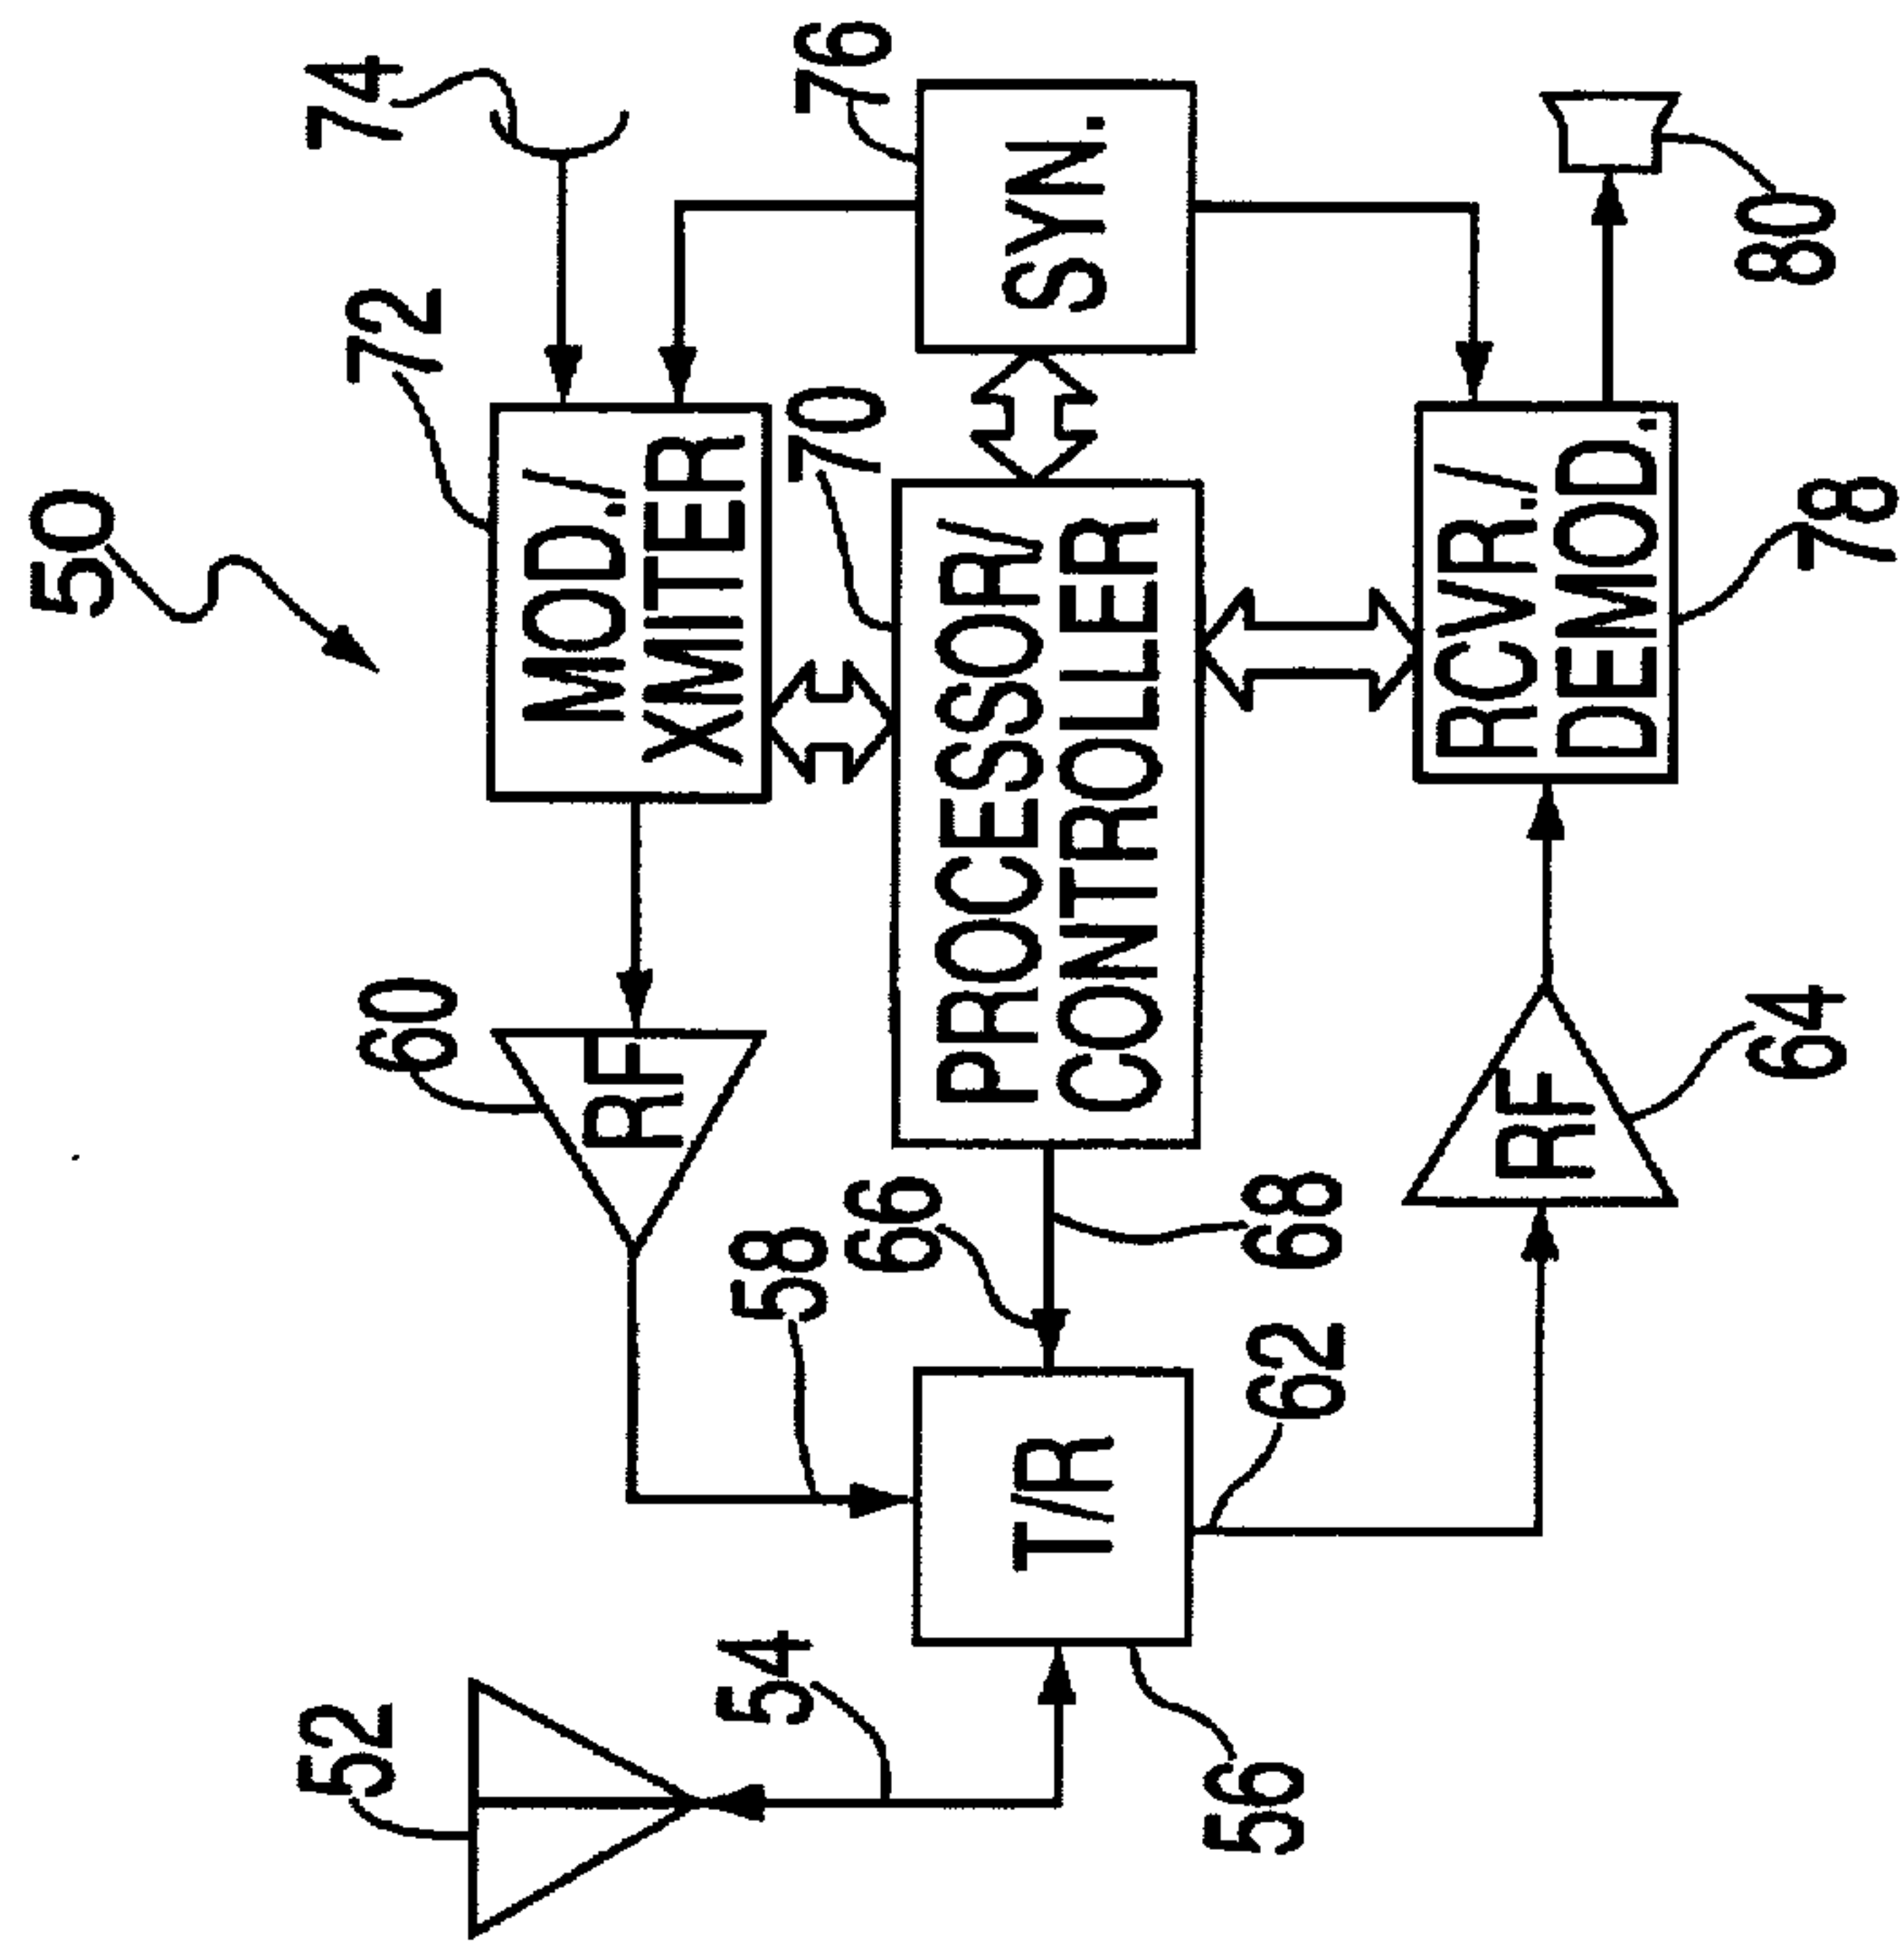 50
52
54
56
T/R
58
60
RF
62
64
RF
66
68
70
PROCESSOR/
CONTROLLER
72
MOD./
XMITTER
74
76
SYN.
78
RCVR./
DEMOD.
80